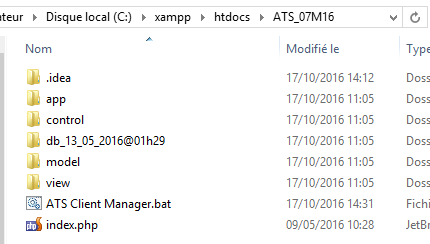 ateur ▸ Disque local (C:) ▸ xampp ▸ htdocs ▸ ATS_07M16
Nom Modifié le Type
.idea 17/10/2016 14:12 Doss
app 17/10/2016 11:05 Doss
control 17/10/2016 11:05 Doss
db_13_05_2016@01h29 17/10/2016 11:05 Doss
model 17/10/2016 11:05 Doss
view 17/10/2016 11:05 Doss
ATS Client Manager.bat 17/10/2016 14:31 Fichi
index.php 09/05/2016 10:28 JetBr